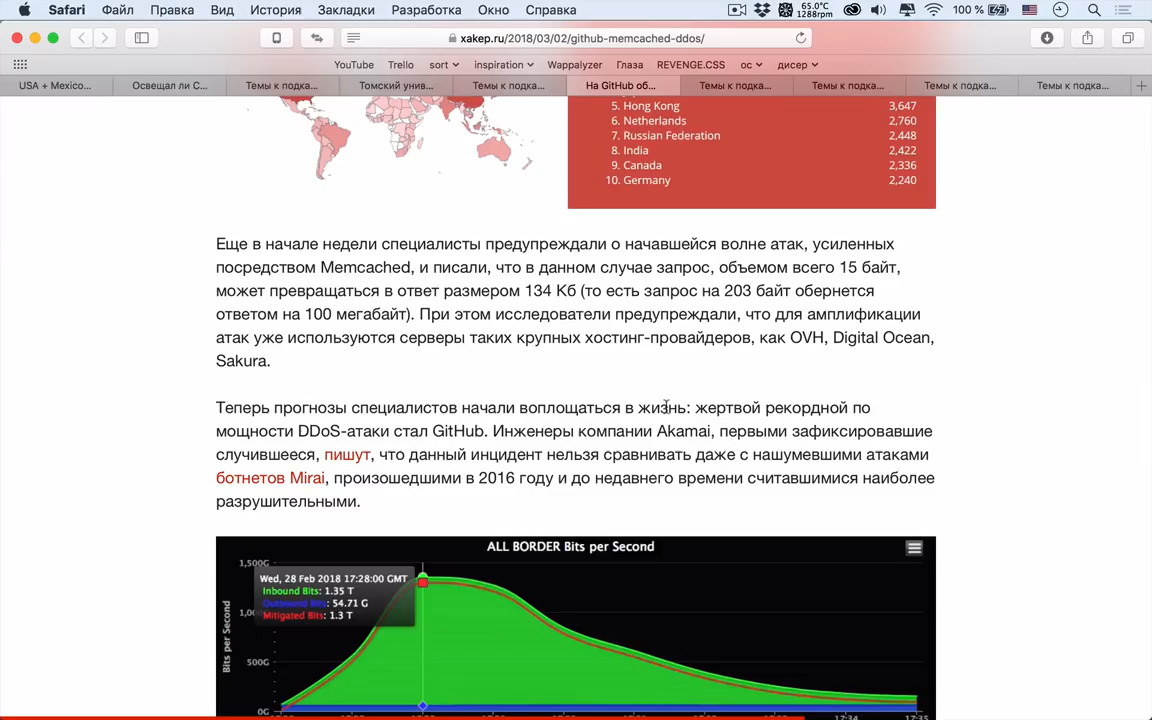 Safari Файл Правка Вид История Закладки Разработка Окно Справка 65.0°C 1288rpm 100 %
xakep.ru/2018/03/02/github-memcached-ddos/
YouTube Trello sort inspiration Wappalyzer Глаза REVENGE.CSS ос дисер
USA + Mexico... Освещал ли С... Темы к подка... Томский унив... Темы к подка... На GitHub об... Темы к подка... Темы к подка... Темы к подка... Темы к подка...
5. Hong Kong 3,647
6. Netherlands 2,760
7. Russian Federation 2,448
8. India 2,422
9. Canada 2,336
10. Germany 2,240
Еще в начале недели специалисты предупреждали о начавшейся волне атак, усиленных
посредством Memcached, и писали, что в данном случае запрос, объемом всего 15 байт,
может превращаться в ответ размером 134 Кб (то есть запрос на 203 байт обернется
ответом на 100 мегабайт). При этом исследователи предупреждали, что для амплификации
атак уже используются серверы таких крупных хостинг-провайдеров, как OVH, Digital Ocean,
Sakura.
Теперь прогнозы специалистов начали воплощаться в жизнь: жертвой рекордной по
мощности DDoS-атаки стал GitHub. Инженеры компании Akamai, первыми зафиксировавшие
случившееся, пишут, что данный инцидент нельзя сравнивать даже с нашумевшими атаками
ботнетов Mirai, произошедшими в 2016 году и до недавнего времени считавшимися наиболее
разрушительными.
ALL BORDER Bits per Second
1,500G
Wed, 28 Feb 2018 17:28:00 GMT
Inbound Bits: 1.35 T
Outbound Bits: 54.71 G
Mitigated Bits: 1.3 T
Bits per Second
500G
0G
17:34 17:35